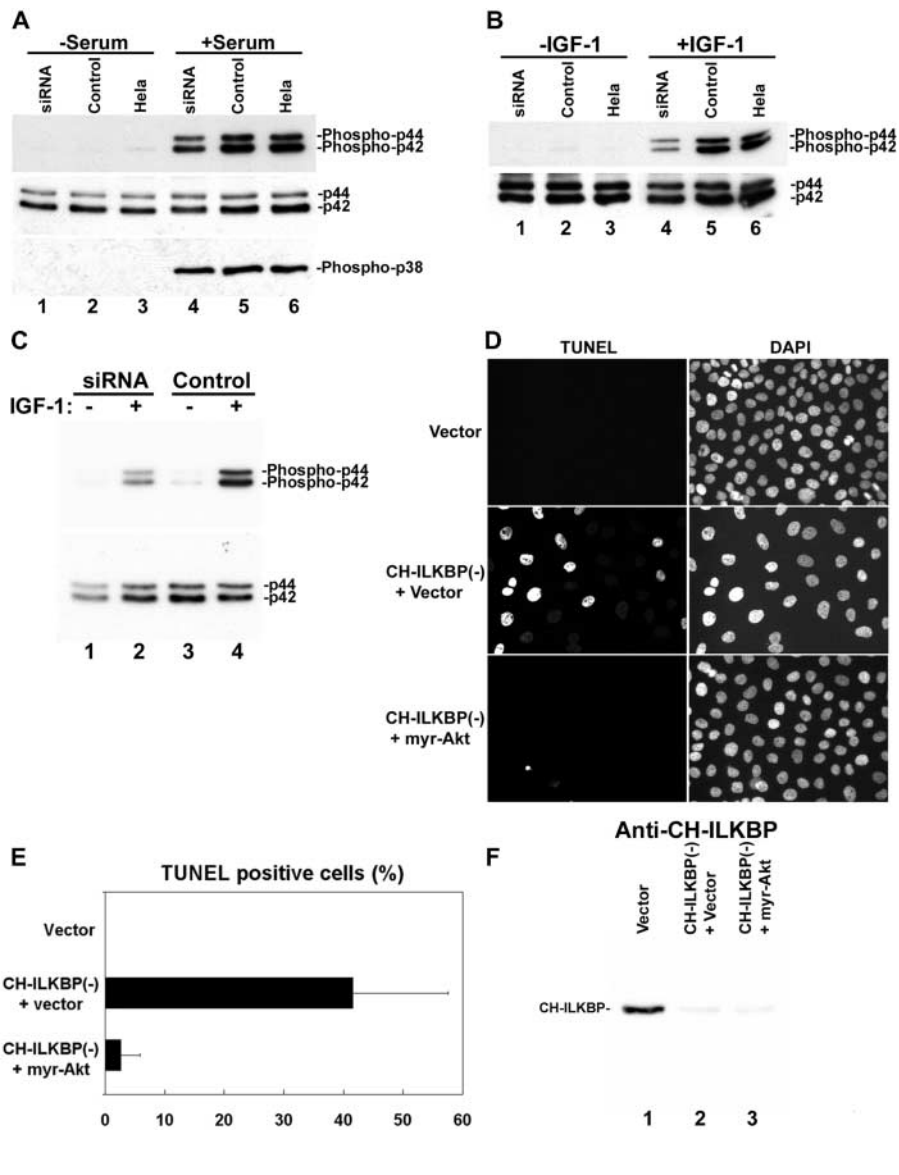 A
-Serum +Serum
siRNA Control Hela siRNA Control Hela
-Phospho-p44
-Phospho-p42
-p44
-p42
-Phospho-p38
1 2 3 4 5 6
B
-IGF-1 +IGF-1
siRNA Control Hela siRNA Control Hela
-Phospho-p44
-Phospho-p42
-p44
-p42
1 2 3 4 5 6
C
siRNA Control
IGF-1: - + - +
-Phospho-p44
-Phospho-p42
-p44
-p42
1 2 3 4
D
TUNEL DAPI
Vector
CH-ILKBP(-)
+ Vector
CH-ILKBP(-)
+ myr-Akt
E
TUNEL positive cells (%)
Vector
CH-ILKBP(-)
+ vector
CH-ILKBP(-)
+ myr-Akt
0 10 20 30 40 50 60
F
Anti-CH-ILKBP
Vector
CH-ILKBP(-)
+ Vector
CH-ILKBP(-)
+ myr-Akt
CH-ILKBP-
1 2 3